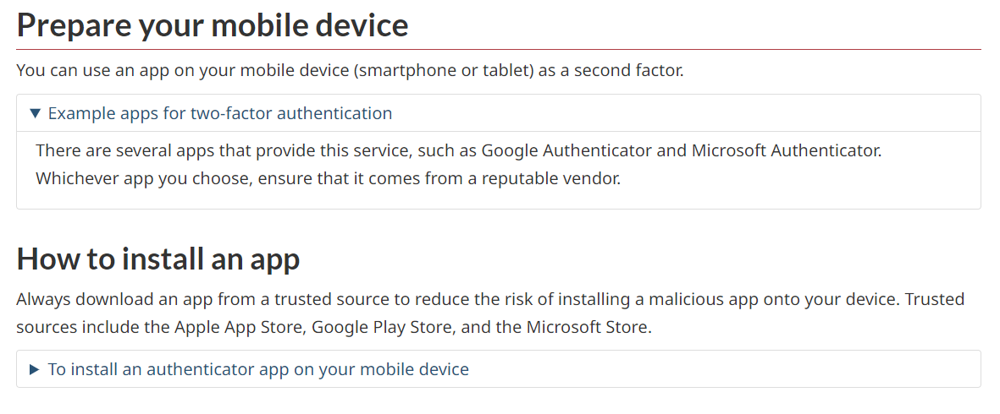 Prepare your mobile device
You can use an app on your mobile device (smartphone or tablet) as a second factor.
Example apps for two-factor authentication
There are several apps that provide this service, such as Google Authenticator and Microsoft Authenticator.
Whichever app you choose, ensure that it comes from a reputable vendor.
How to install an app
Always download an app from a trusted source to reduce the risk of installing a malicious app onto your device. Trusted
sources include the Apple App Store, Google Play Store, and the Microsoft Store.
To install an authenticator app on your mobile device